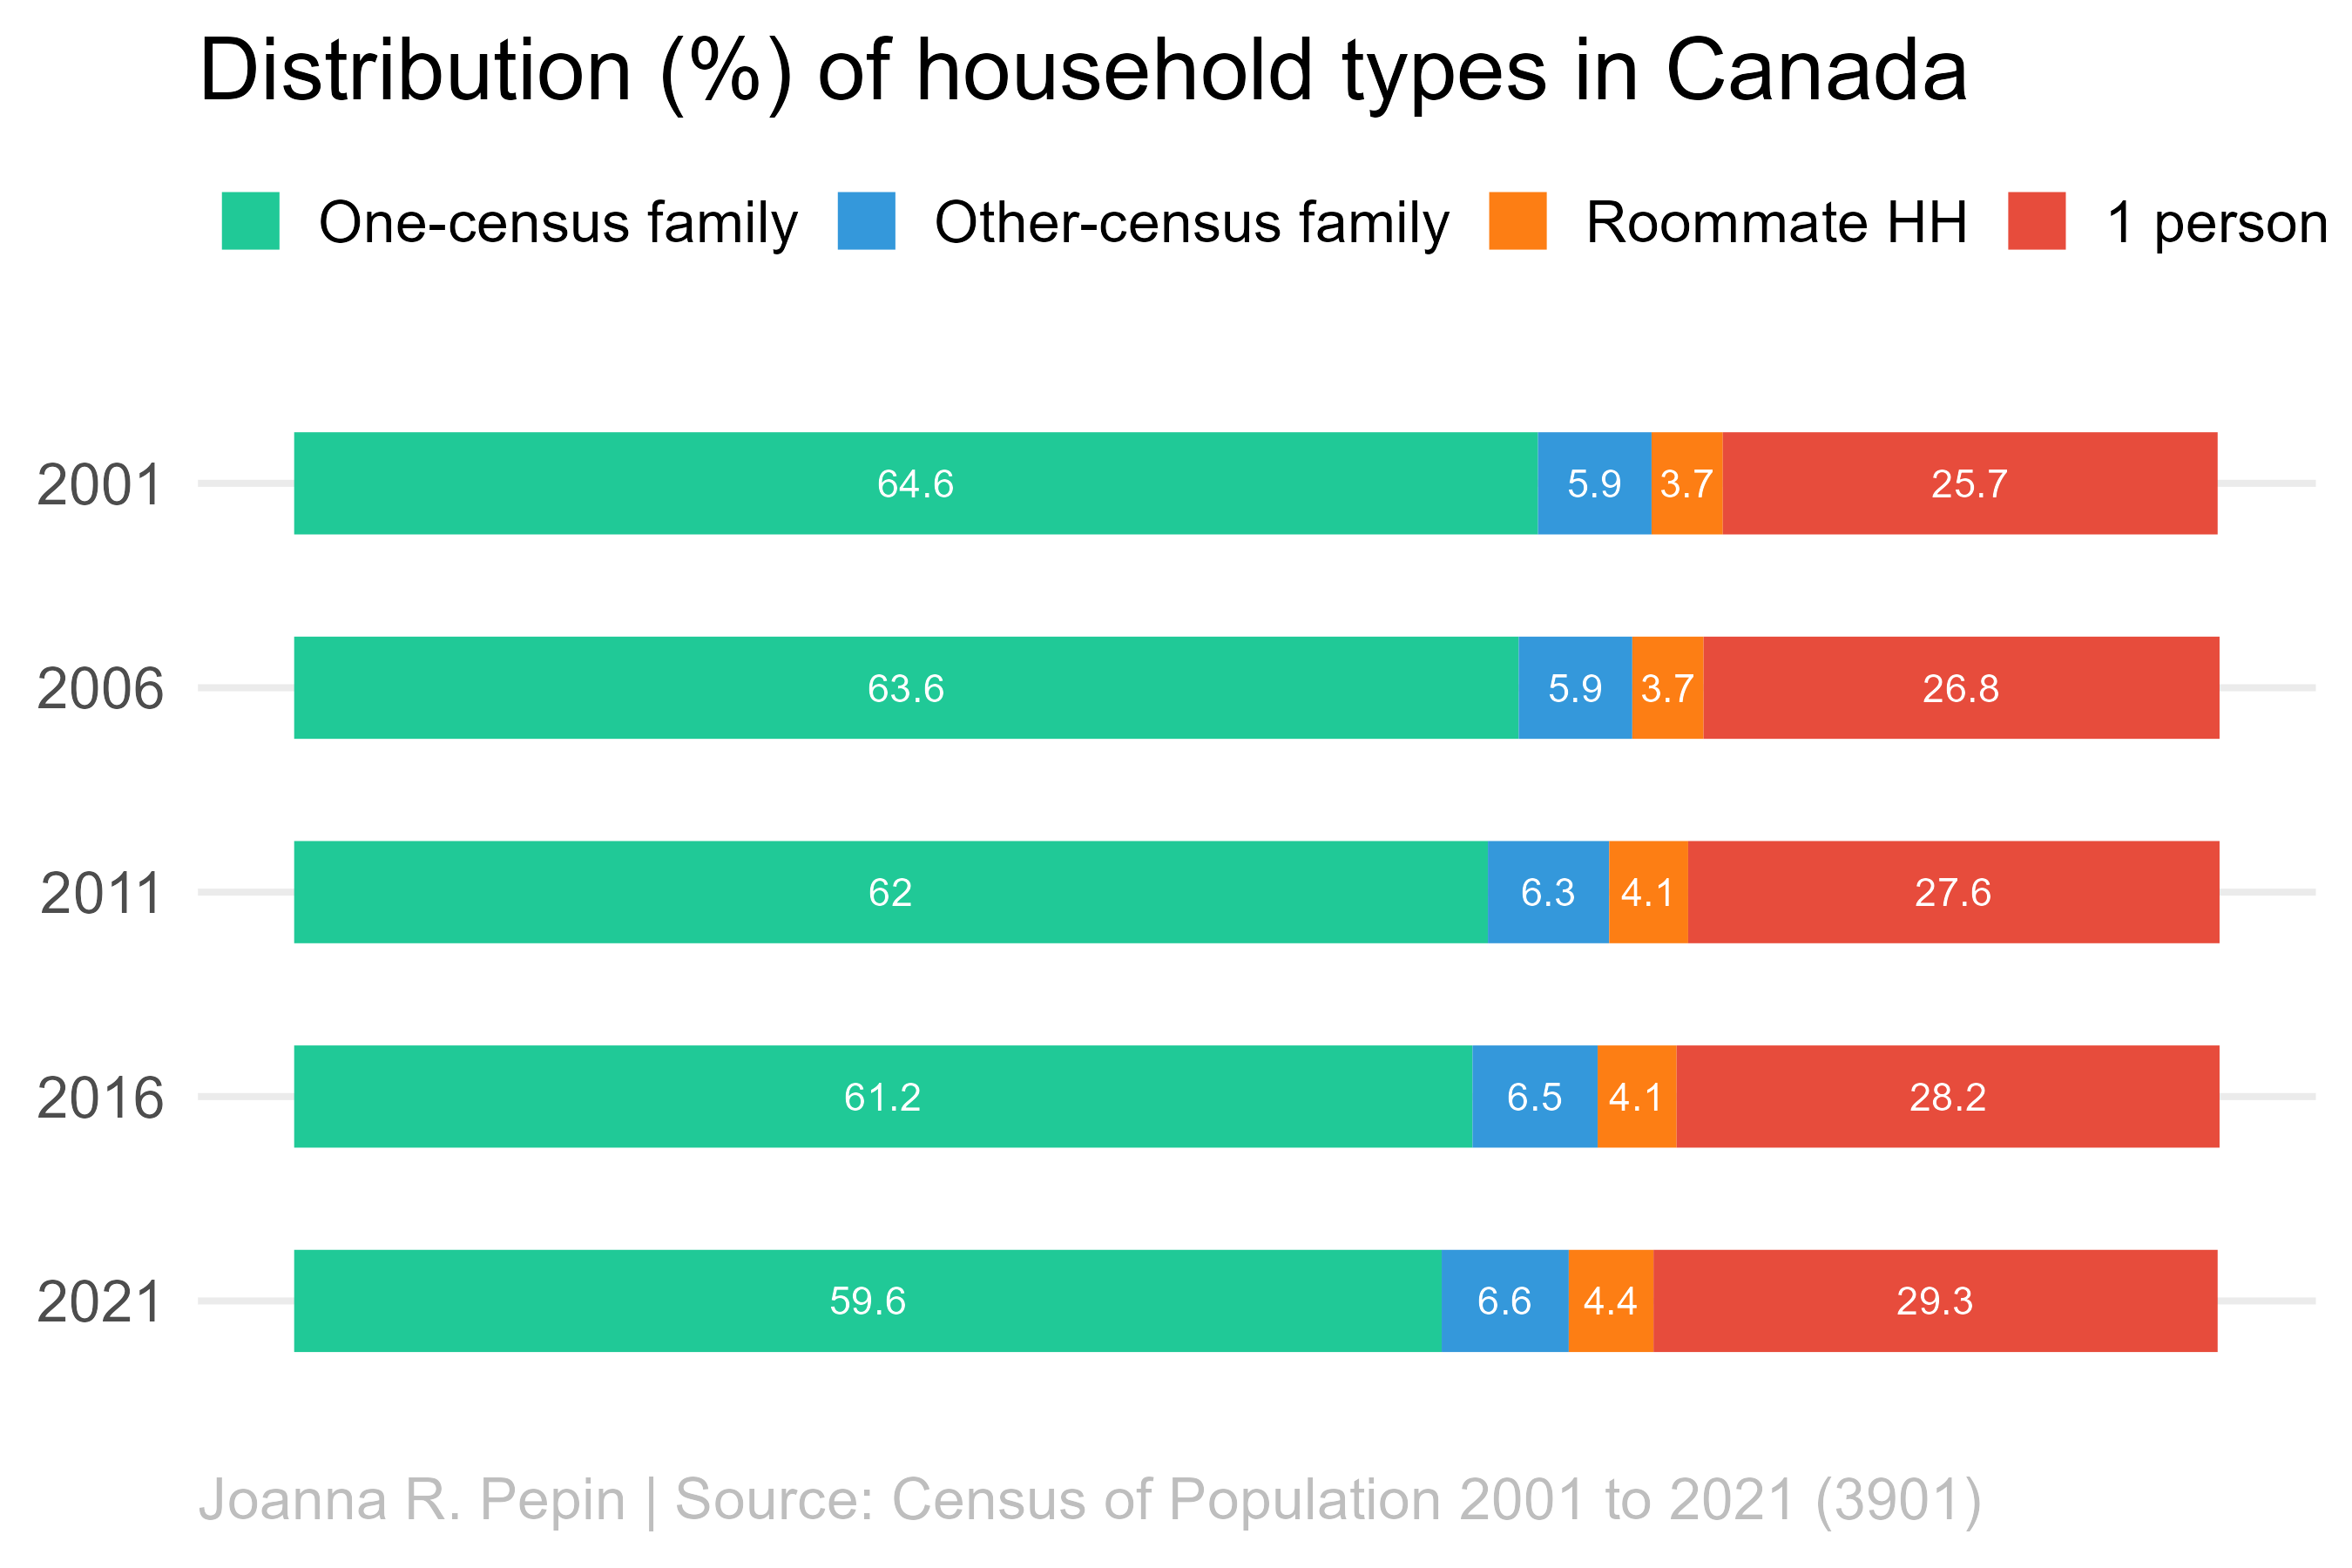 Distribution (%) of household types in Canada
One-census family Other-census family Roommate HH 1 person
2001 64.6 5.9 3.7 25.7
2006 63.6 5.9 3.7 26.8
2011 62 6.3 4.1 27.6
2016 61.2 6.5 4.1 28.2
2021 59.6 6.6 4.4 29.3
Joanna R. Pepin | Source: Census of Population 2001 to 2021 (3901)